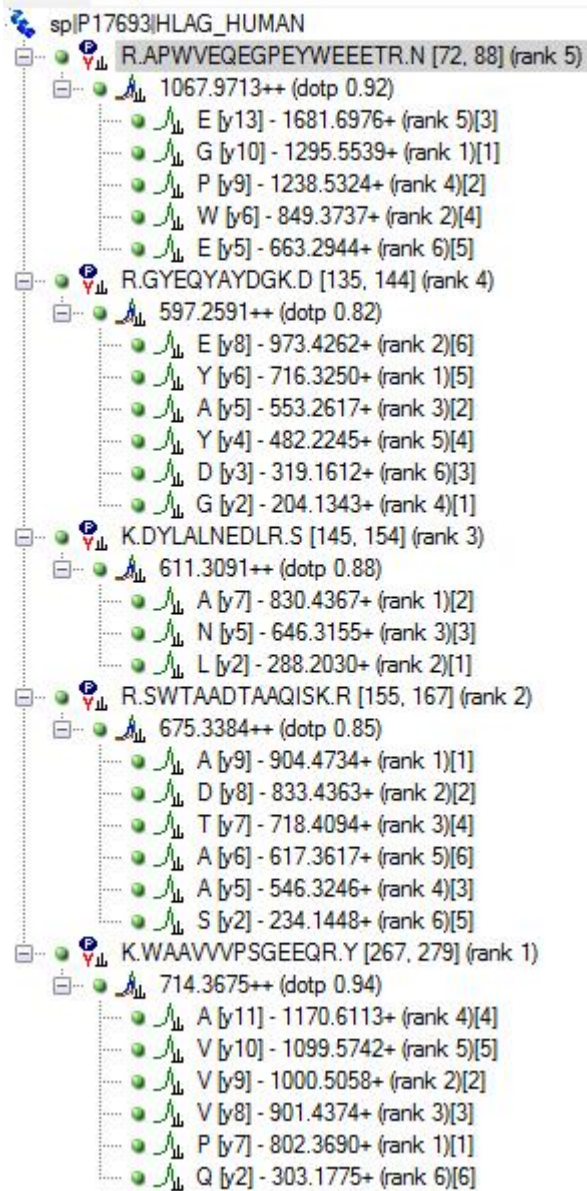 sp|P17693|HLAG_HUMAN
R.APWVEQEGPEYWEEETR.N [72, 88] (rank 5)
1067.9713++ (dotp 0.92)
E [y13] - 1681.6976+ (rank 5)[3]
G [y10] - 1295.5539+ (rank 1)[1]
P [y9] - 1238.5324+ (rank 4)[2]
W [y6] - 849.3737+ (rank 2)[4]
E [y5] - 663.2944+ (rank 6)[5]
R.GYEQYAYDGK.D [135, 144] (rank 4)
597.2591++ (dotp 0.82)
E [y8] - 973.4262+ (rank 2)[6]
Y [y6] - 716.3250+ (rank 1)[5]
A [y5] - 553.2617+ (rank 3)[2]
Y [y4] - 482.2245+ (rank 5)[4]
D [y3] - 319.1612+ (rank 6)[3]
G [y2] - 204.1343+ (rank 4)[1]
K.DYLALNEDLR.S [145, 154] (rank 3)
611.3091++ (dotp 0.88)
A [y7] - 830.4367+ (rank 1)[2]
N [y5] - 646.3155+ (rank 3)[3]
L [y2] - 288.2030+ (rank 2)[1]
R.SWTAADTAAQISK.R [155, 167] (rank 2)
675.3384++ (dotp 0.85)
A [y9] - 904.4734+ (rank 1)[1]
D [y8] - 833.4363+ (rank 2)[2]
T [y7] - 718.4094+ (rank 3)[4]
A [y6] - 617.3617+ (rank 5)[6]
A [y5] - 546.3246+ (rank 4)[3]
S [y2] - 234.1448+ (rank 6)[5]
K.WAAVVVPSGEEQR.Y [267, 279] (rank 1)
714.3675++ (dotp 0.94)
A [y11] - 1170.6113+ (rank 4)[4]
V [y10] - 1099.5742+ (rank 5)[5]
V [y9] - 1000.5058+ (rank 2)[2]
V [y8] - 901.4374+ (rank 3)[3]
P [y7] - 802.3690+ (rank 1)[1]
Q [y2] - 303.1775+ (rank 6)[6]